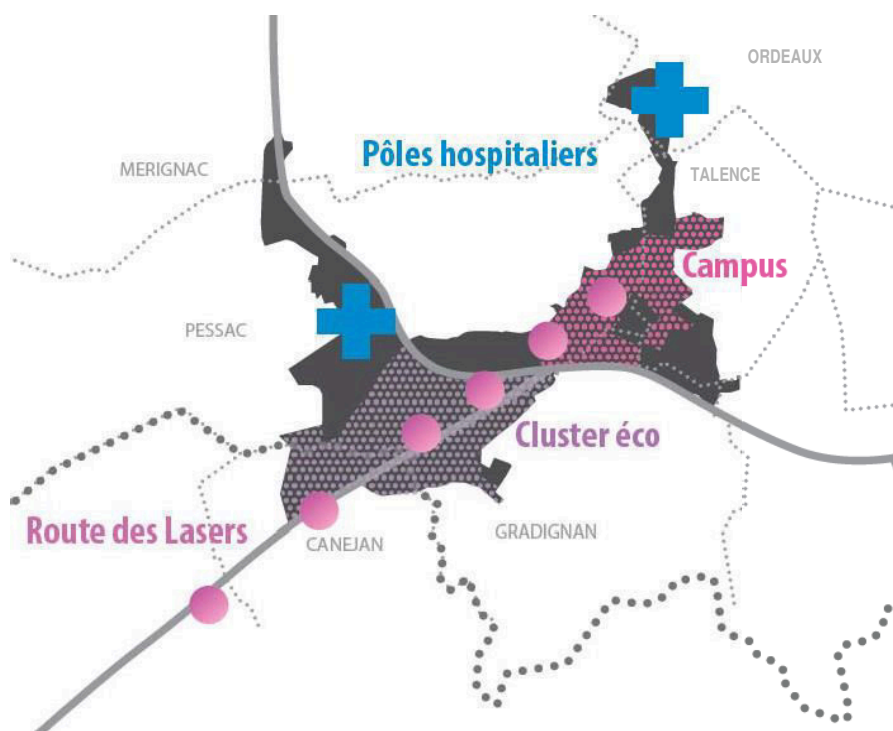 ORDEAUX
Pôles hospitaliers
MERIGNAC
TALENCE
Campus
PESSAC
Cluster éco
Route des Lasers
GRADIGNAN
CANEJAN